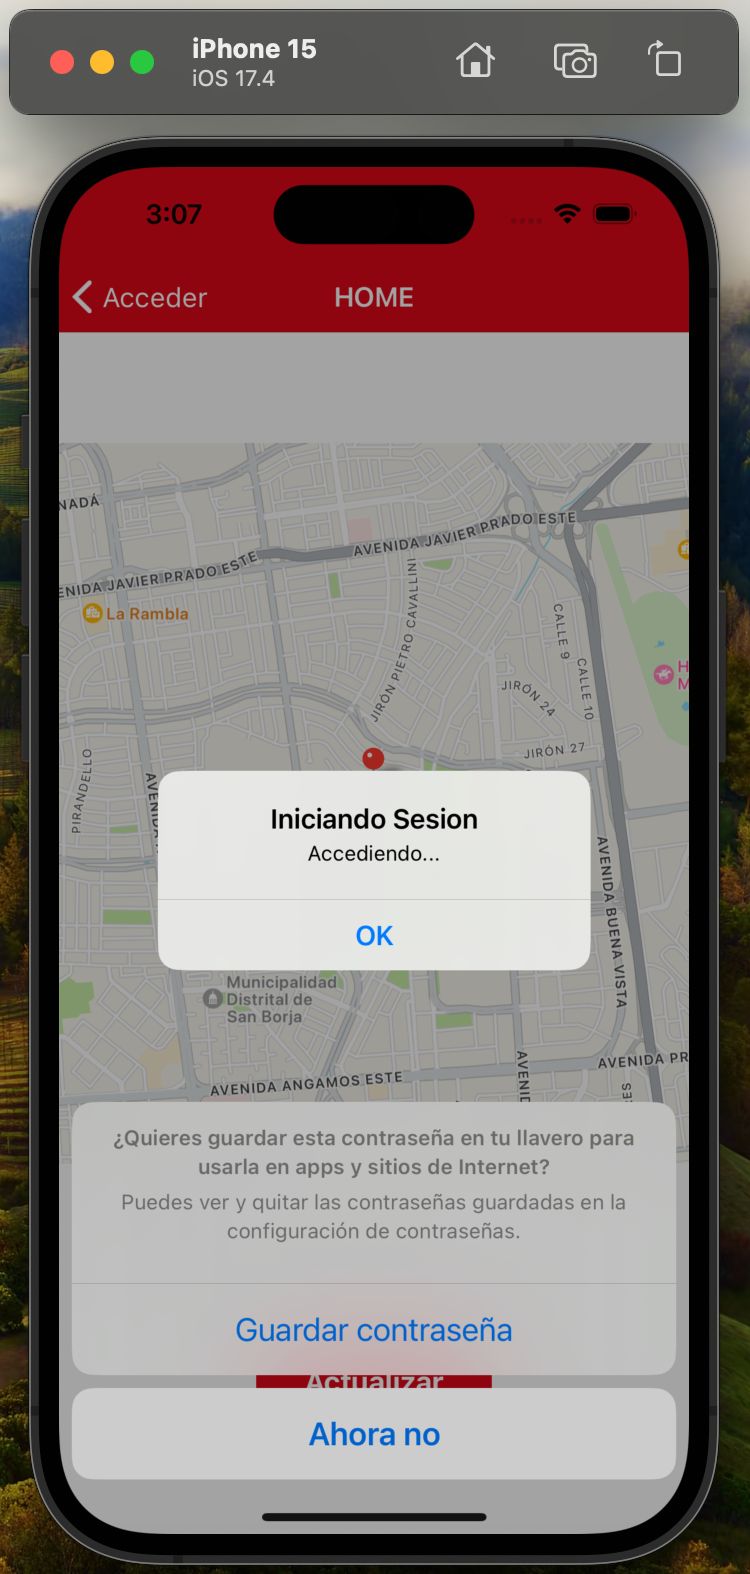 iPhone 15
iOS 17.4
3:07
Acceder
HOME
NADÁ
AVENIDA JAVIER PRADO ESTE
ENIDA JAVIER PRADO ESTE
La Rambla
JIRÓN PIETRO CAVALLINI
CALLE 9
CALLE 10
H
M
JIRÓN 24
JIRÓN 27
PIRANDELLO
AVENIDA
Iniciando Sesion
Accediendo...
OK
AVENIDA BUENA VISTA
Municipalidad
Distrital de
San Borja
AVENIDA ANGAMOS ESTE
AVENID
AVENIDA PR
ES
¿Quieres guardar esta contraseña en tu llavero para
usarla en apps y sitios de Internet?
Puedes ver y quitar las contraseñas guardadas en la
configuración de contraseñas.
Guardar contraseña
Actualizar
Ahora no